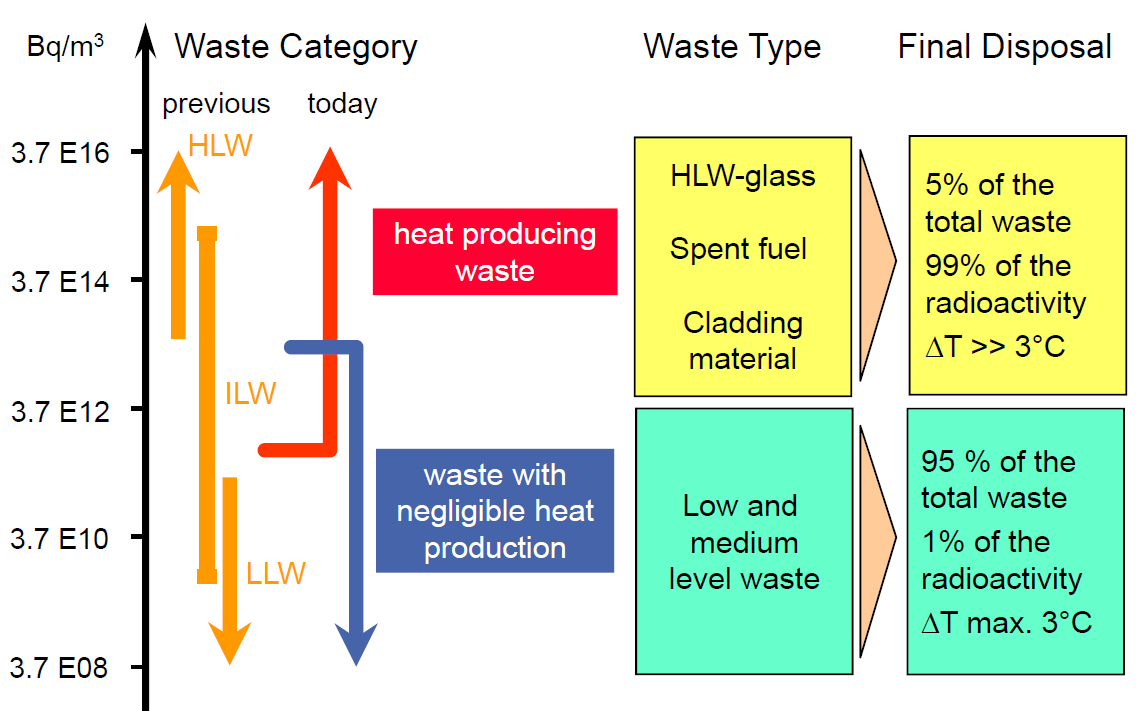 Bq/m³
Waste Category
Waste Type
Final Disposal
previous
today
HLW
3.7 E16
3.7 E14
3.7 E12
3.7 E10
3.7 E08
ILW
LLW
heat producing
waste
waste with
negligible heat
production
HLW-glass
Spent fuel
Cladding
material
5% of the
total waste
99% of the
radioactivity
ΔT >> 3°C
Low and
medium
level waste
95 % of the
total waste
1% of the
radioactivity
ΔT max. 3°C